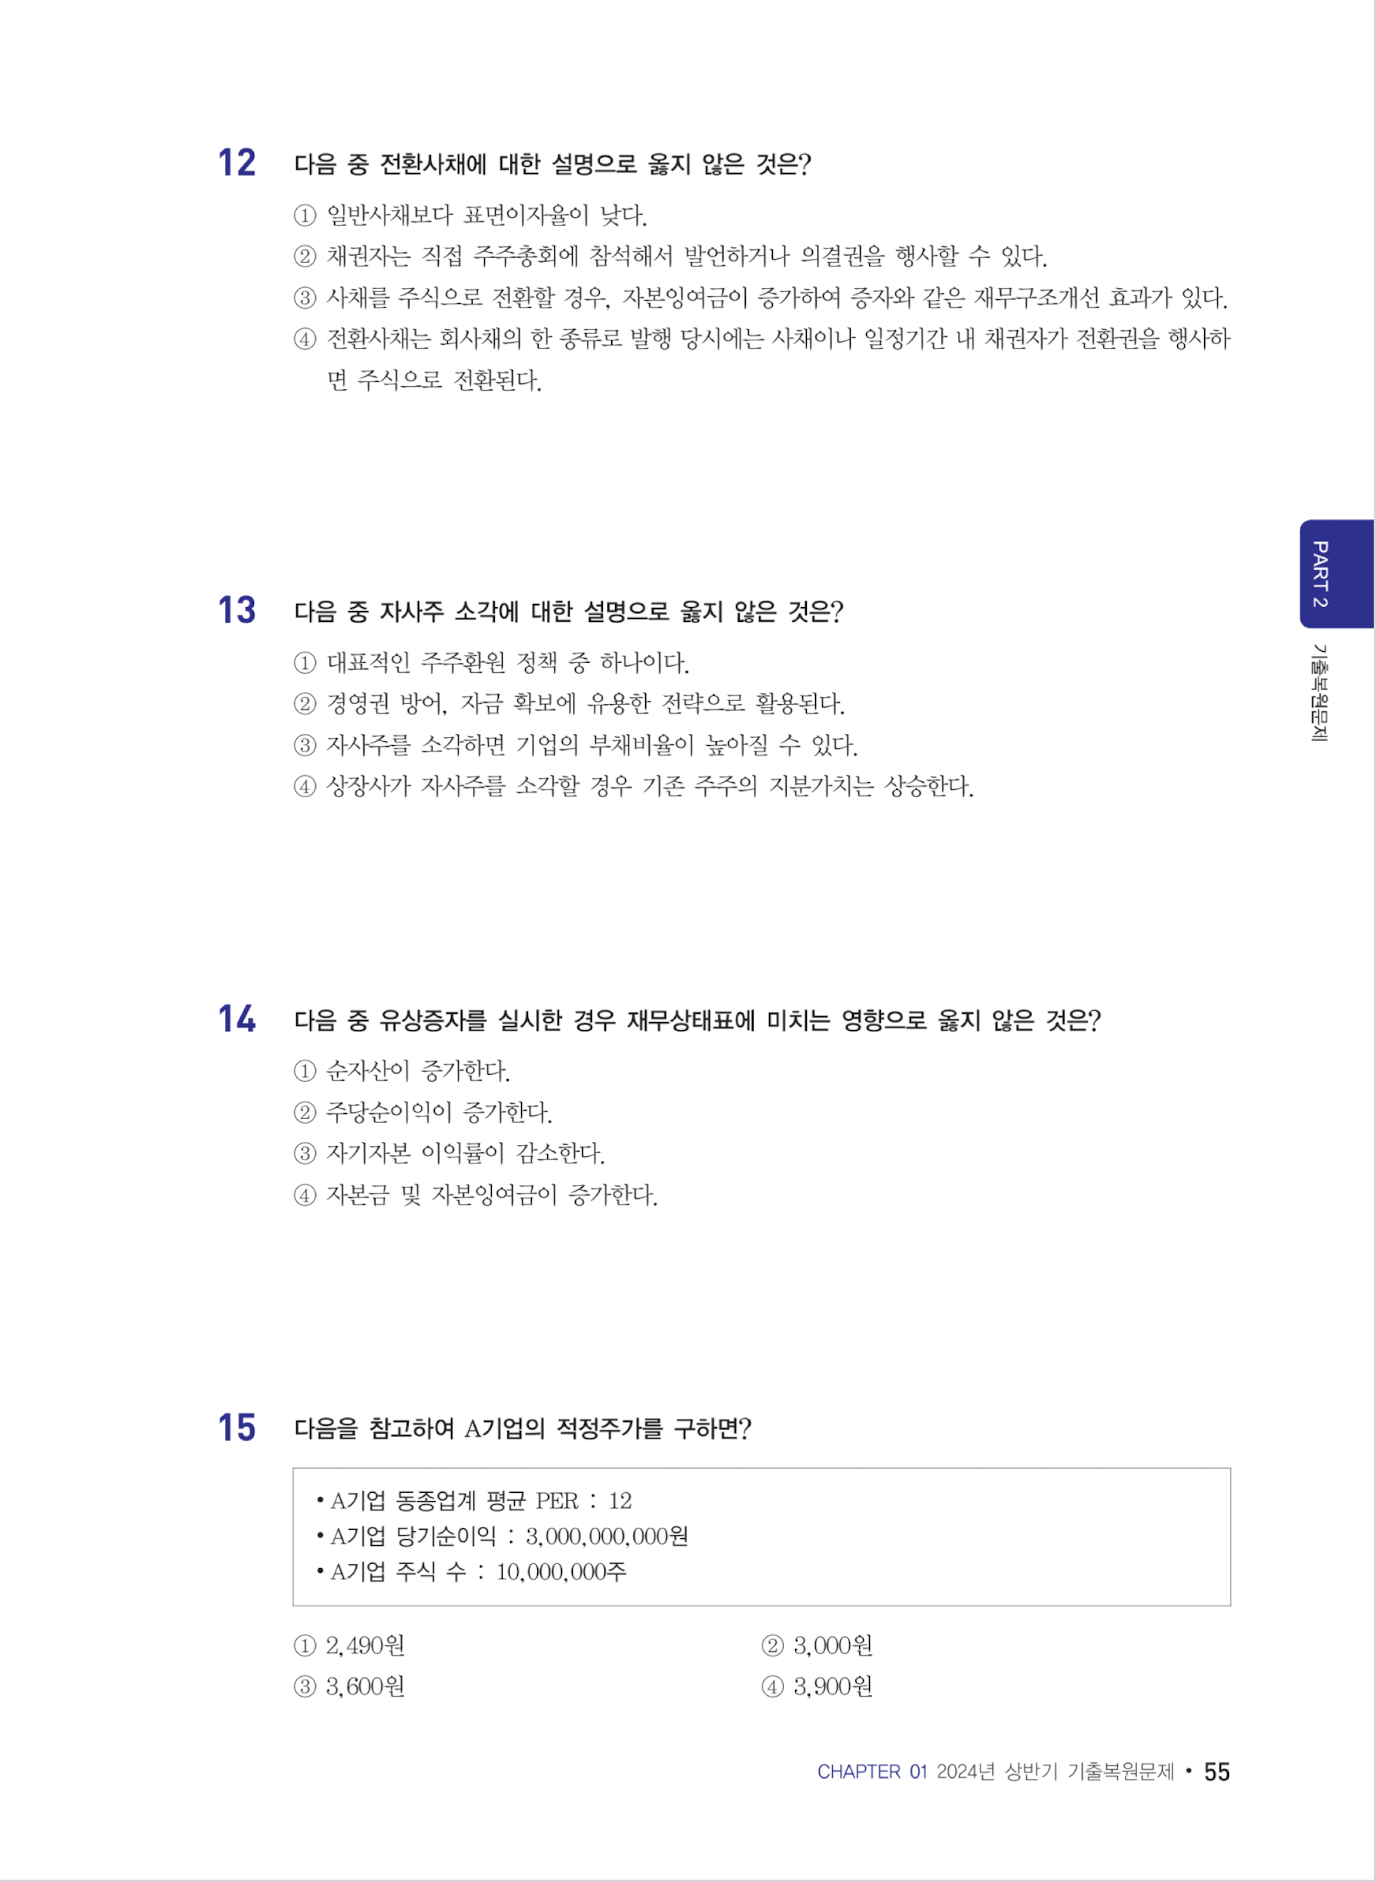 12 다음 중 전환사채에 대한 설명으로 옳지 않은 것은?
① 일반사채보다 표면이자율이 낮다.
② 채권자는 직접 주주총회에 참석해서 발언하거나 의결권을 행사할 수 있다.
③ 사채를 주식으로 전환할 경우, 자본잉여금이 증가하여 증자와 같은 재무구조개선 효과가 있다.
④ 전환사채는 회사채의 한 종류로 발행 당시에는 사채이나 일정기간 내 채권자가 전환권을 행사하
면 주식으로 전환된다.
PART 2
기출복원문제
13 다음 중 자사주 소각에 대한 설명으로 옳지 않은 것은?
① 대표적인 주주환원 정책 중 하나이다.
② 경영권 방어, 자금 확보에 유용한 전략으로 활용된다.
③ 자사주를 소각하면 기업의 부채비율이 높아질 수 있다.
④ 상장사가 자사주를 소각할 경우 기존 주주의 지분가치는 상승한다.
14 다음 중 유상증자를 실시한 경우 재무상태표에 미치는 영향으로 옳지 않은 것은?
① 순자산이 증가한다.
② 주당순이익이 증가한다.
③ 자기자본 이익률이 감소한다.
④ 자본금 및 자본잉여금이 증가한다.
15 다음을 참고하여 A기업의 적정주가를 구하면?
• A기업 동종업계 평균 PER : 12
• A기업 당기순이익 : 3,000,000,000원
• A기업 주식 수 : 10,000,000주
① 2,490원 ② 3,000원
③ 3,600원 ④ 3,900원
CHAPTER 01 2024년 상반기 기출복원문제 • 55